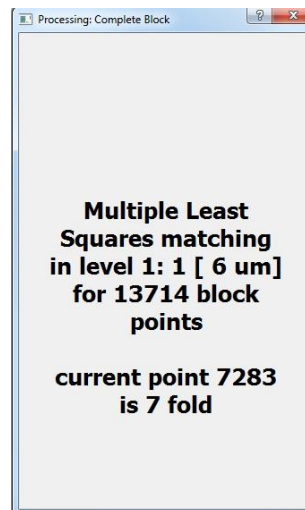 Processing: Complete Block
Multiple Least
Squares matching
in level 1: 1 [ 6 um]
for 13714 block
points
current point 7283
is 7 fold